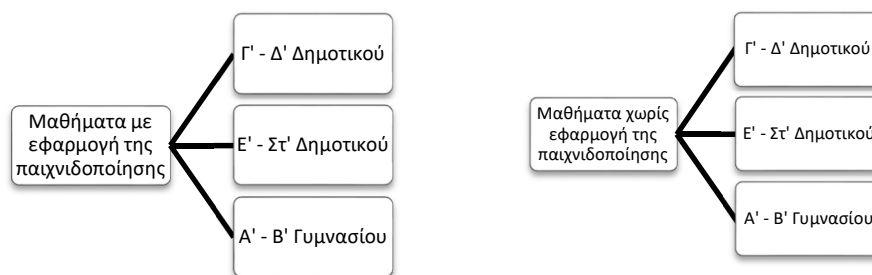 Μαθήματα με
εφαρμογή της
παιχνιδοποίησης
Γ' - Δ' Δημοτικού
Ε' - Στ' Δημοτικού
Α' - Β' Γυμνασίου
Μαθήματα χωρίς
εφαρμογή της
παιχνιδοποίησης
Γ' - Δ' Δημοτικού
Ε' - Στ' Δημοτικού
Α' - Β' Γυμνασίου